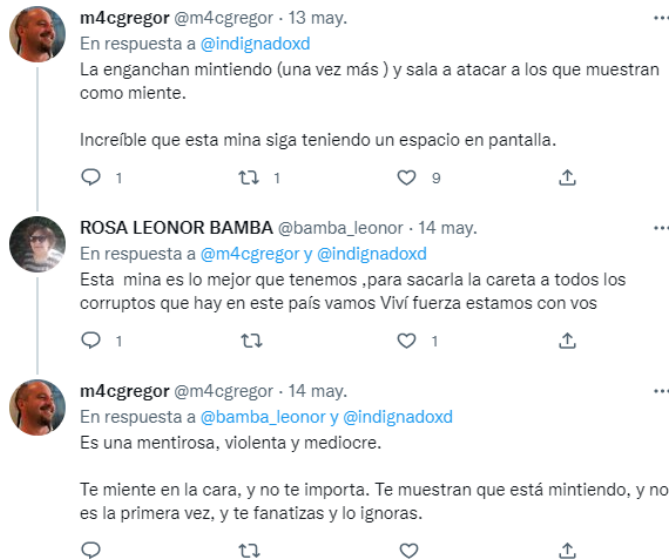 m4cgregor @m4cgregor · 13 may.
En respuesta a @indignadoxd
La enganchan mintiendo (una vez más ) y sala a atacar a los que muestran
como miente.
Increíble que esta mina siga teniendo un espacio en pantalla.
1 1 9
ROSA LEONOR BAMBA @bamba_leonor · 14 may.
En respuesta a @m4cgregor y @indignadoxd
Esta mina es lo mejor que tenemos ,para sacarla la careta a todos los
corruptos que hay en este país vamos Viví fuerza estamos con vos
1 1
m4cgregor @m4cgregor · 14 may.
En respuesta a @bamba_leonor y @indignadoxd
Es una mentirosa, violenta y mediocre.
Te miente en la cara, y no te importa. Te muestran que está mintiendo, y no
es la primera vez, y te fanatizas y lo ignoras.